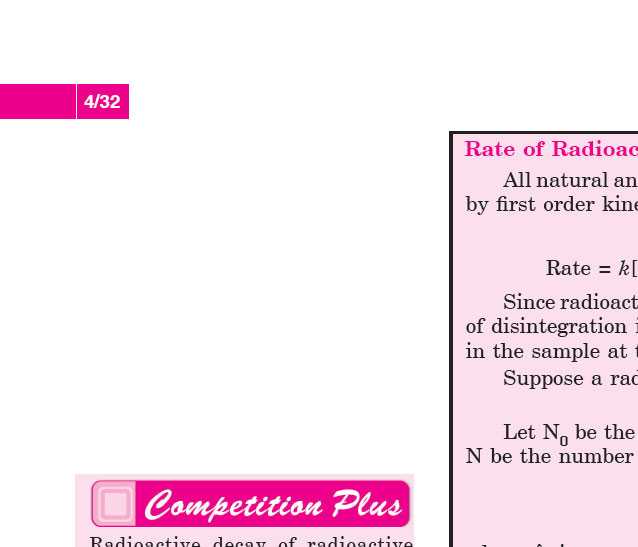 4/32
Rate of Radioac
All natural an
by first order kine
Rate = k[
Since radioact
of disintegration i
in the sample at t
Suppose a rad
Let N₀ be the
N be the number
Competition Plus
Radioactive decay of radioactive